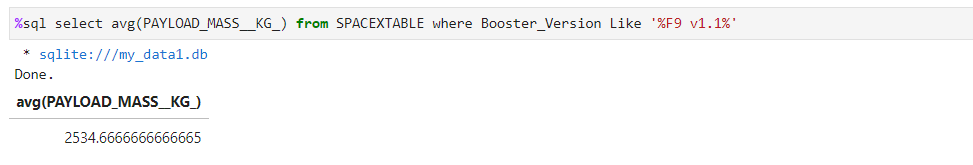 %sql select avg(PAYLOAD_MASS__KG_) from SPACEXTABLE where Booster_Version Like '%F9 v1.1%'
* sqlite:///my_data1.db
Done.
avg(PAYLOAD_MASS__KG_)
2534.6666666666665